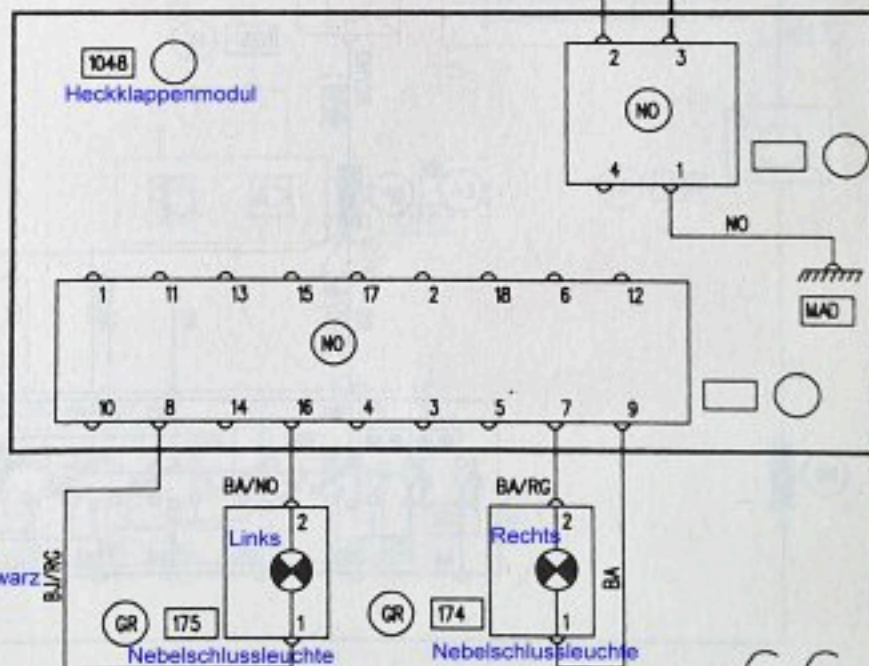 1048
Heckklappenmodul
2 3
NO
4 1
NO
MAD
1 11 13 15 17 2 18 6 12
NO
10 8 14 16 4 3 5 7 9
BA/NO
BA/RG
2
Links
2
Rechts
warz
BJ/RG
BA
GR 175
1
GR 174
1
Nebelschlussleuchte
Nebelschlussleuchte